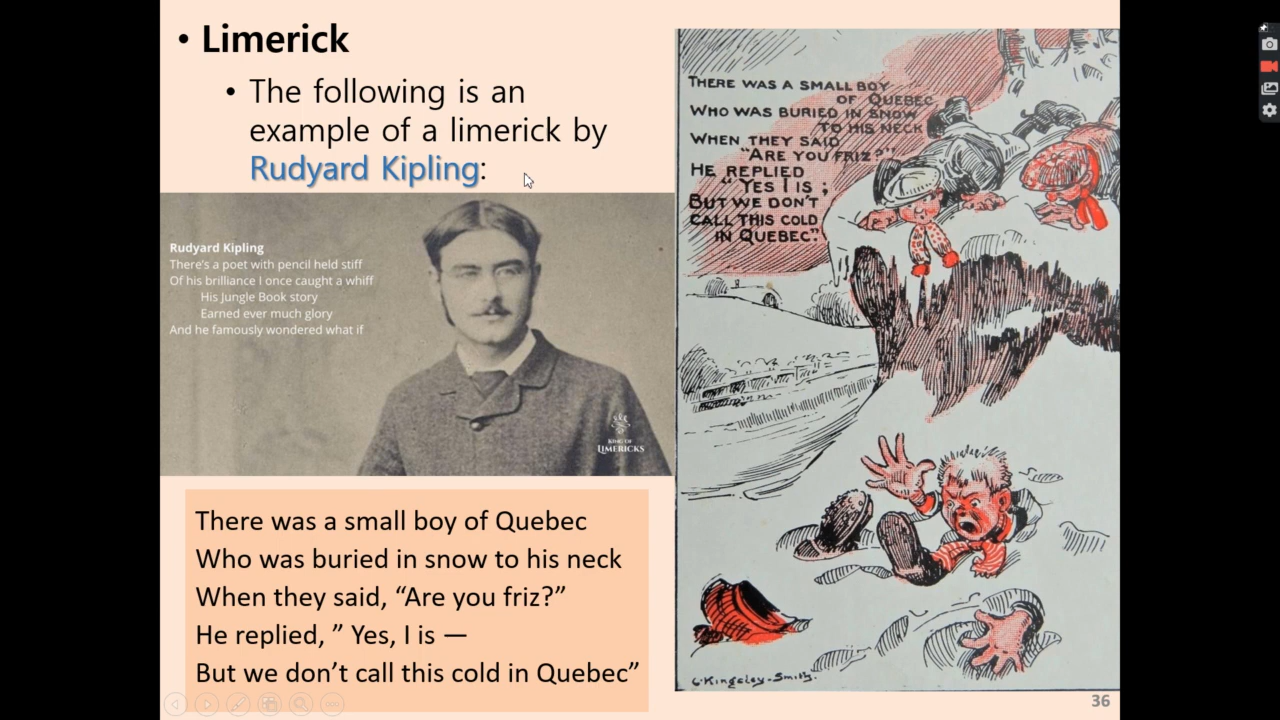 • Limerick
• The following is an
example of a limerick by
Rudyard Kipling:
Rudyard Kipling
There's a poet with pencil held stiff
Of his brilliance I once caught a whiff
His Jungle Book story
Earned ever much glory
And he famously wondered what if
KING OF
LIMERICKS
There was a small boy of Quebec
Who was buried in snow to his neck
When they said, “Are you friz?”
He replied, ” Yes, I is —
But we don’t call this cold in Quebec”
THERE WAS A SMALL BOY
OF QUEBEC
WHO WAS BURIED IN SNOW
TO HIS NECK
WHEN THEY SAID
"ARE YOU FRIZ?"
HE REPLIED
"YES I IS ;
BUT WE DON'T
CALL THIS COLD
IN QUEBEC".
C. Kingsley-Smith.
36